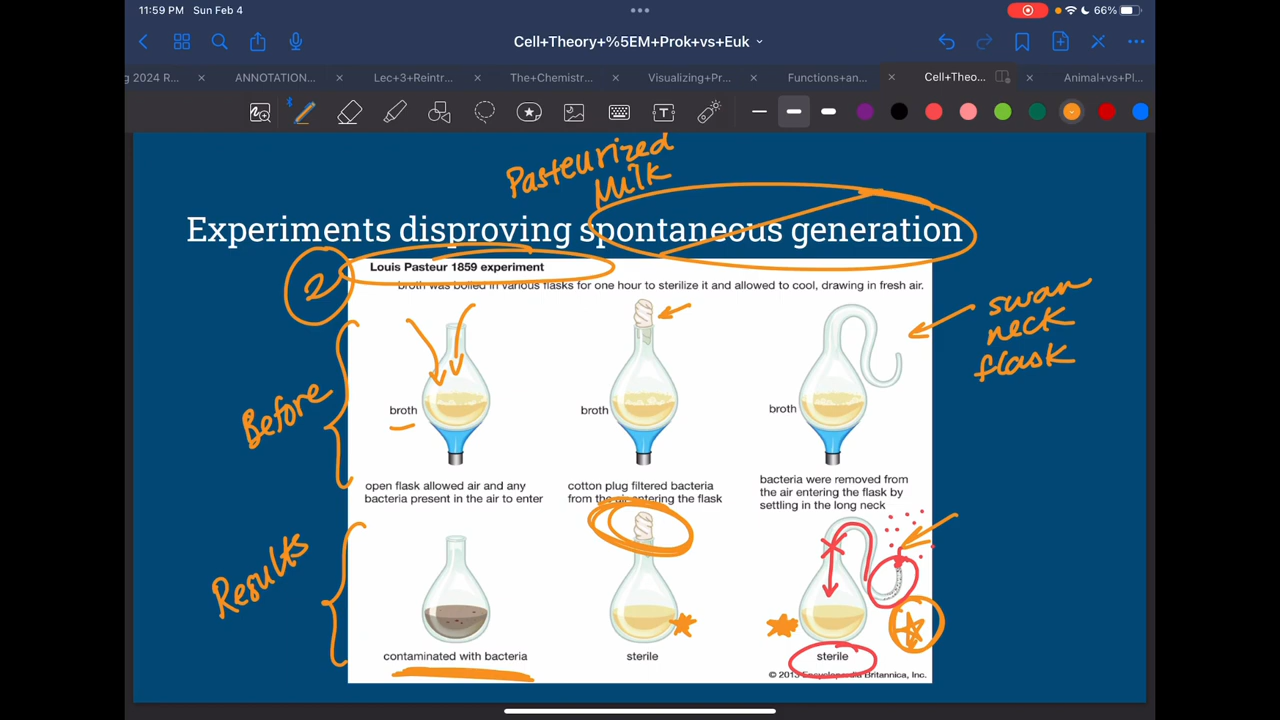 11:59 PM Sun Feb 4
66%
Cell+Theory+%5EM+Prok+vs+Euk
g 2024 R...
ANNOTATION...
Lec+3+Reintr...
The+Chemistr...
Visualizing+Pr...
Functions+an...
Cell+Theo...
Animal+vs+Pl...
Pasteurized
Milk
Experiments disproving spontaneous generation
2
Louis Pasteur 1859 experiment
broth was boiled in various flasks for one hour to sterilize it and allowed to cool, drawing in fresh air.
swan
neck
flask
Before
broth
broth
broth
open flask allowed air and any
bacteria present in the air to enter
cotton plug filtered bacteria
from the air entering the flask
bacteria were removed from
the air entering the flask by
settling in the long neck
Results
contaminated with bacteria
sterile
sterile
© 2013 Encyclopædia Britannica, Inc.